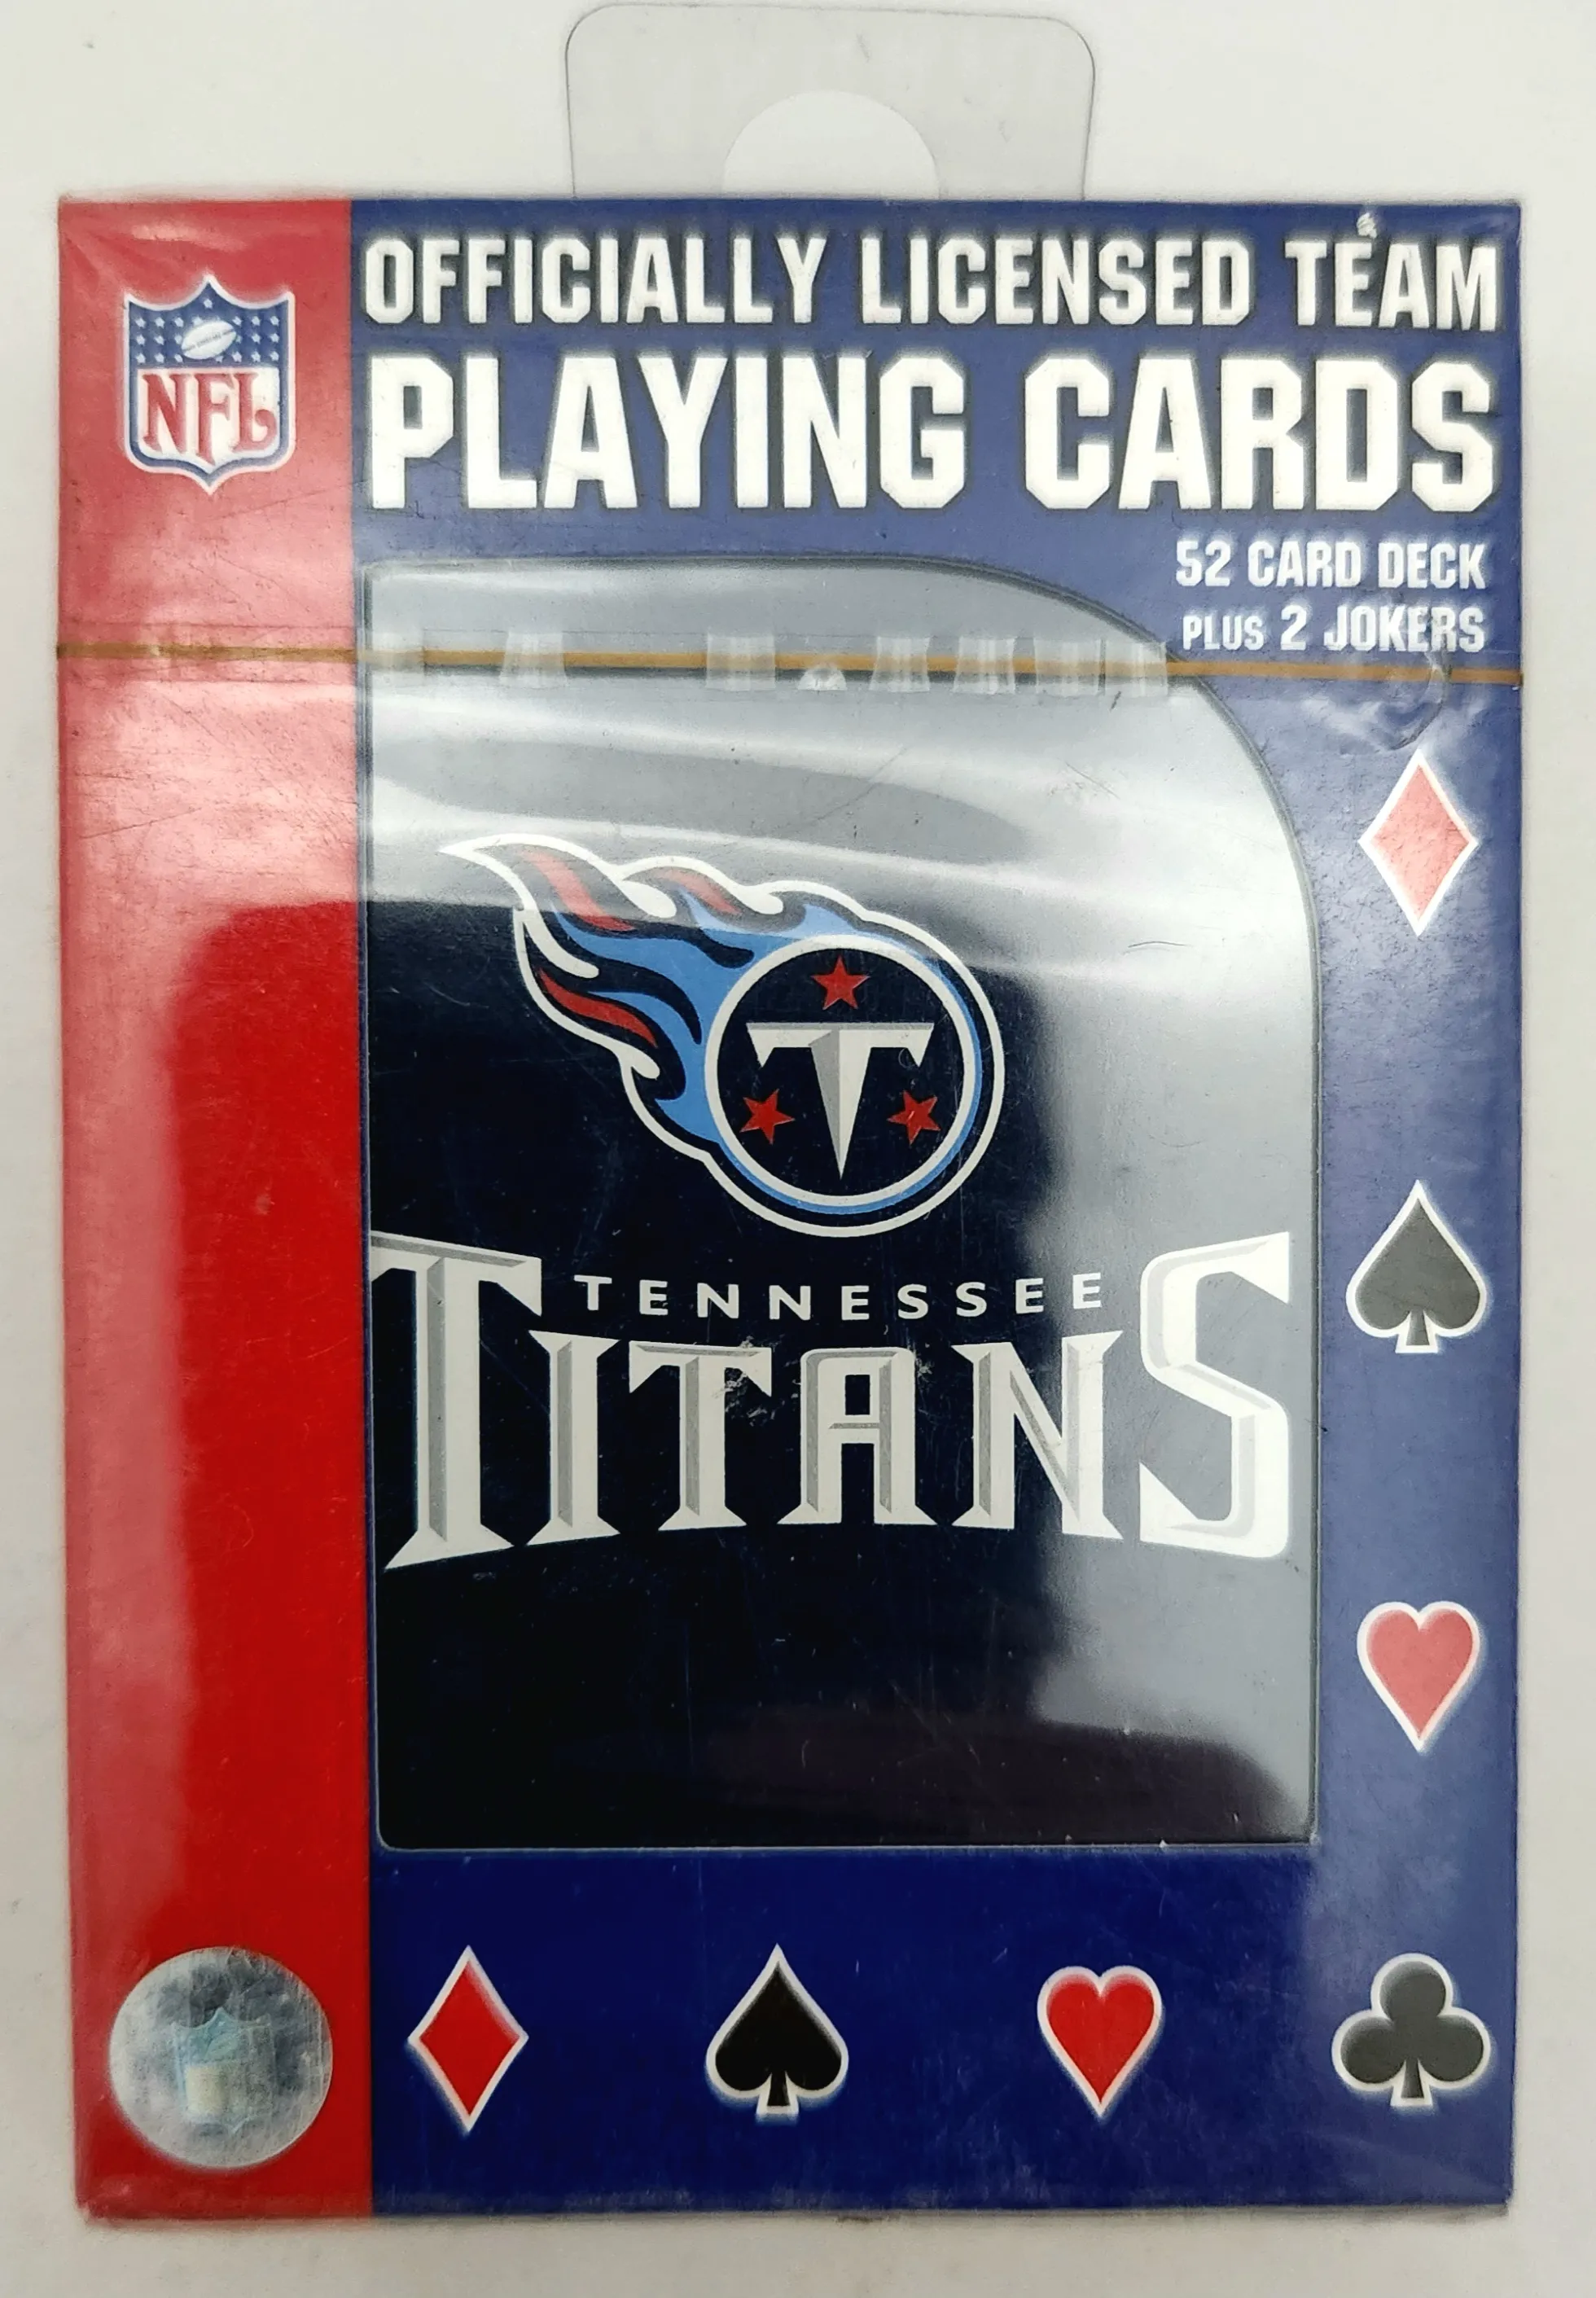 OFFICIALLY LICENSED TEAM
NFL
PLAYING CARDS
52 CARD DECK
PLUS 2 JOKERS
T
TENNESSEE
TITANS